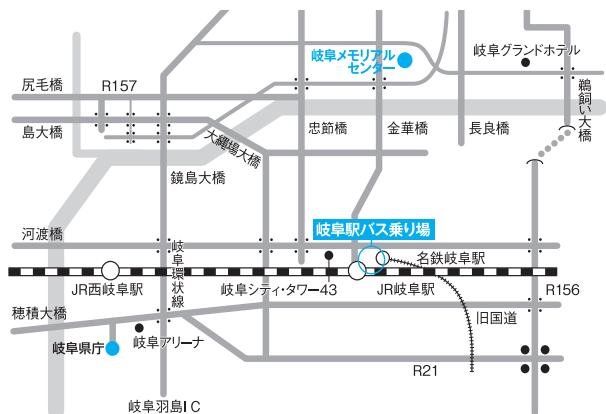 岐阜メモリアル
センター
岐阜グランドホテル
尻毛橋
R157
鵜飼い大橋
島大橋
忠節橋
金華橋
長良橋
大縄場大橋
鏡島大橋
岐阜駅バス乗り場
河渡橋
岐阜環状線
名鉄岐阜駅
JR西岐阜駅
岐阜シティ・タワー43
JR岐阜駅
R156
穂積大橋
旧国道
岐阜県庁
岐阜アリーナ
R21
岐阜羽島IC